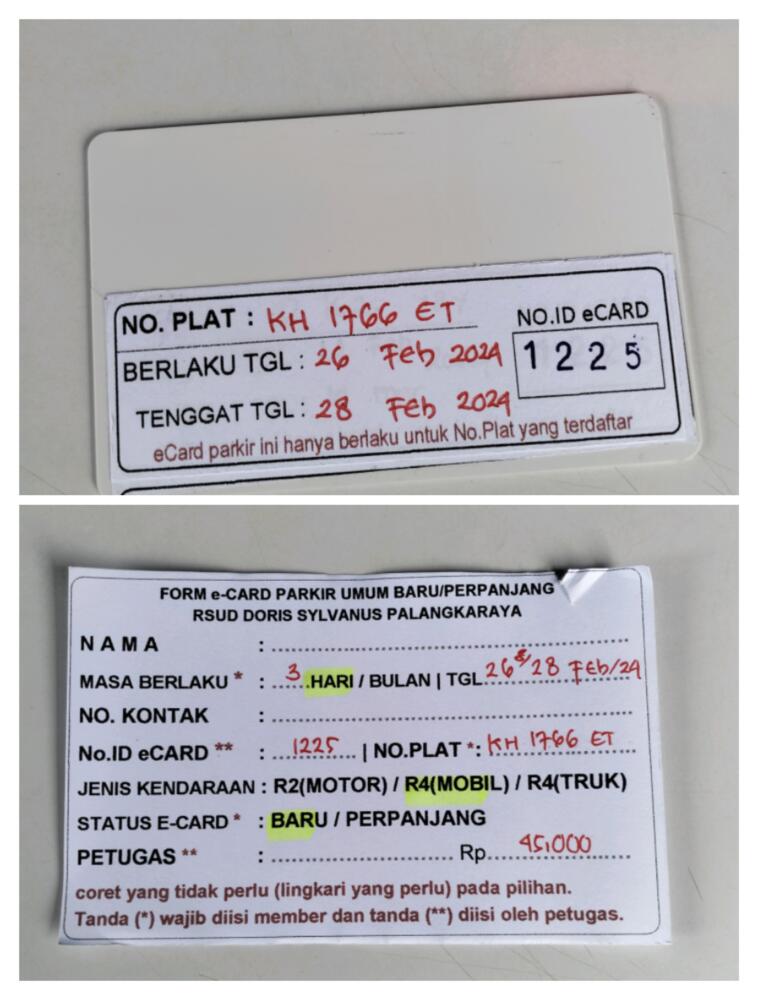 NO. PLAT : KH 1766 ET
NO.ID eCARD
BERLAKU TGL : 26 Feb 2024
1 2 2 5
TENGGAT TGL : 28 Feb 2024
eCard parkir ini hanya berlaku untuk No.Plat yang terdaftar
FORM e-CARD PARKIR UMUM BARU/PERPANJANG
RSUD DORIS SYLVANUS PALANGKARAYA
N A M A : ..........
MASA BERLAKU * : 3 HARI / BULAN | TGL 26 s/ 28 Feb/24
NO. KONTAK : ..........
No.ID eCARD ** : 1225 | NO.PLAT *: KH 1766 ET
JENIS KENDARAAN : R2(MOTOR) / R4(MOBIL) / R4(TRUK)
STATUS E-CARD * : BARU / PERPANJANG
PETUGAS ** : .......... Rp. 45,000
coret yang tidak perlu (lingkari yang perlu) pada pilihan.
Tanda (*) wajib diisi member dan tanda (**) diisi oleh petugas.